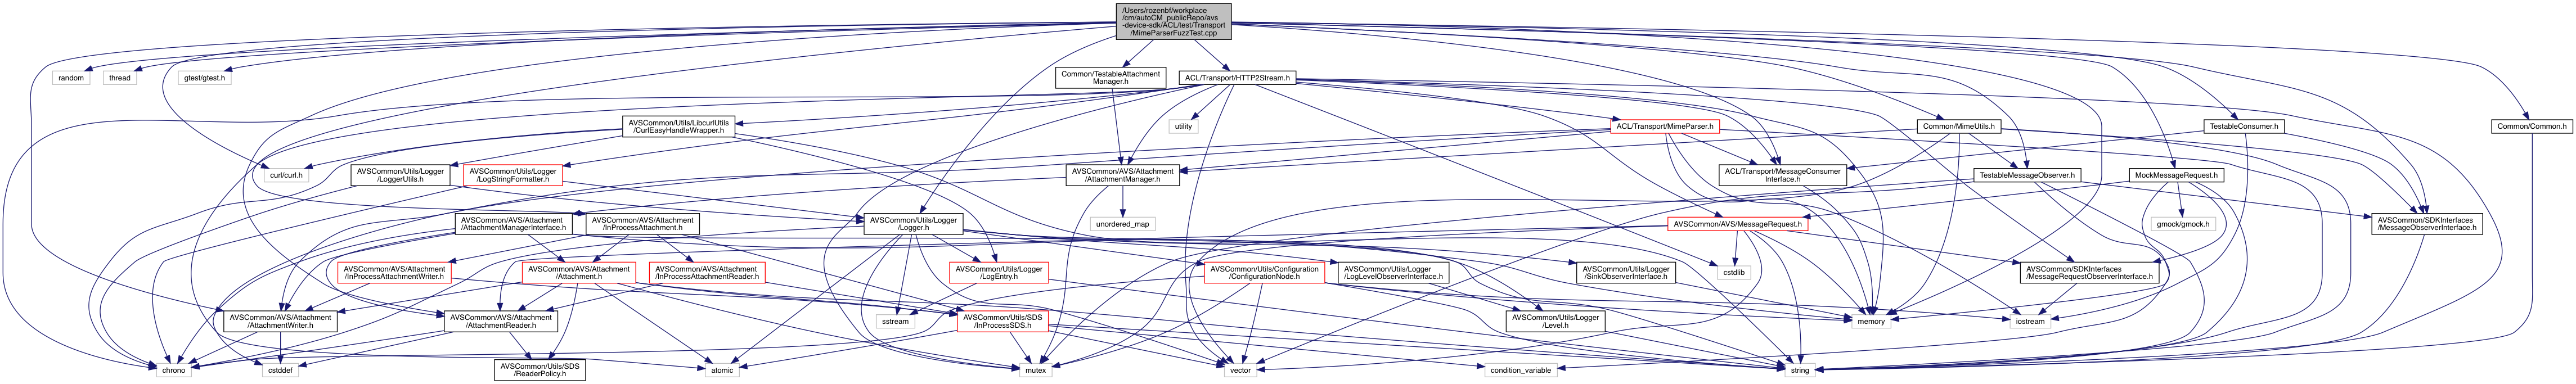 /Users/rozenbf/workplace
/cm/autoCM_publicRepo/avs
-device-sdk/ACL/test/Transport
/MimeParserFuzzTest.cpp
random
thread
gtest/gtest.h
Common/TestableAttachment
Manager.h
ACL/Transport/HTTP2Stream.h
AVSCommon/Utils/LibcurlUtils
/CurlEasyHandleWrapper.h
utility
ACL/Transport/MimeParser.h
Common/MimeUtils.h
TestableConsumer.h
Common/Common.h
curl/curl.h
AVSCommon/Utils/Logger
/LoggerUtils.h
AVSCommon/Utils/Logger
/LogStringFormatter.h
AVSCommon/AVS/Attachment
/AttachmentManager.h
ACL/Transport/MessageConsumer
Interface.h
TestableMessageObserver.h
MockMessageRequest.h
AVSCommon/AVS/Attachment
/AttachmentManagerInterface.h
AVSCommon/AVS/Attachment
/InProcessAttachment.h
AVSCommon/Utils/Logger
/Logger.h
unordered_map
AVSCommon/AVS/MessageRequest.h
gmock/gmock.h
AVSCommon/SDKInterfaces
/MessageObserverInterface.h
AVSCommon/AVS/Attachment
/InProcessAttachmentWriter.h
AVSCommon/AVS/Attachment
/Attachment.h
AVSCommon/AVS/Attachment
/InProcessAttachmentReader.h
AVSCommon/Utils/Logger
/LogEntry.h
AVSCommon/Utils/Configuration
/ConfigurationNode.h
AVSCommon/Utils/Logger
/LogLevelObserverInterface.h
AVSCommon/Utils/Logger
/SinkObserverInterface.h
cstdlib
AVSCommon/SDKInterfaces
/MessageRequestObserverInterface.h
AVSCommon/AVS/Attachment
/AttachmentWriter.h
AVSCommon/AVS/Attachment
/AttachmentReader.h
sstream
AVSCommon/Utils/SDS
/InProcessSDS.h
AVSCommon/Utils/Logger
/Level.h
memory
iostream
chrono
cstddef
AVSCommon/Utils/SDS
/ReaderPolicy.h
atomic
mutex
vector
condition_variable
string